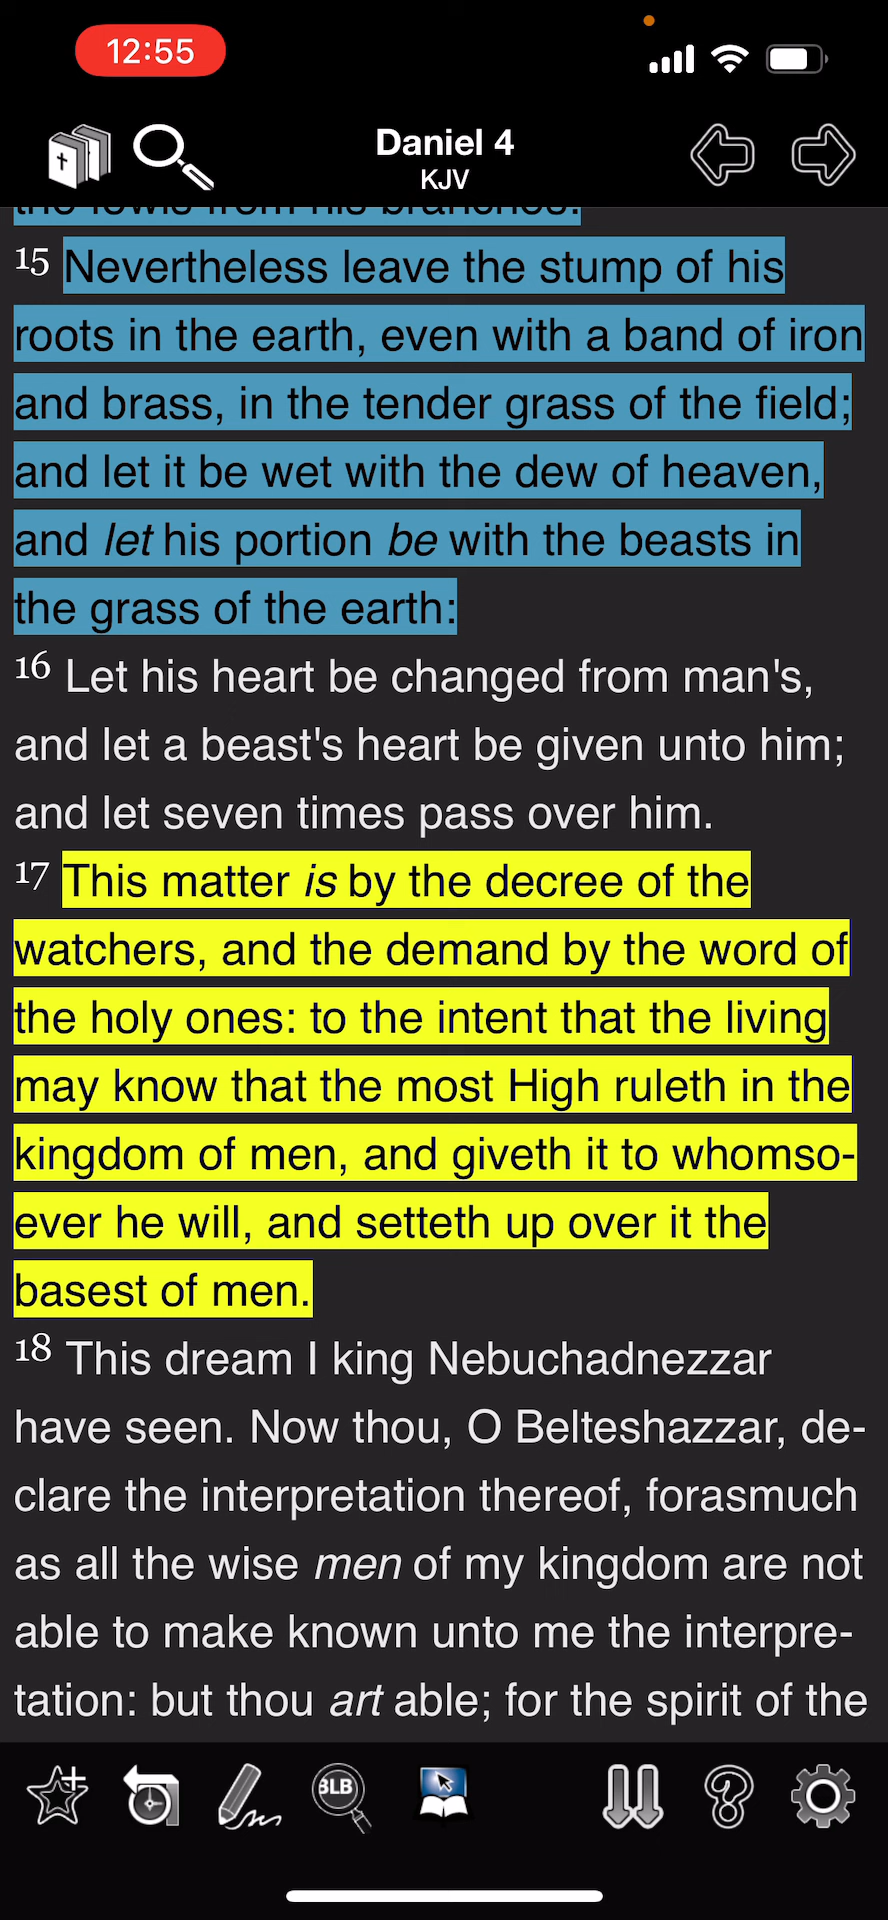 12:55
Daniel 4
KJV
the fowls from his branches:
15 Nevertheless leave the stump of his
roots in the earth, even with a band of iron
and brass, in the tender grass of the field;
and let it be wet with the dew of heaven,
and let his portion be with the beasts in
the grass of the earth:
16 Let his heart be changed from man's,
and let a beast's heart be given unto him;
and let seven times pass over him.
17 This matter is by the decree of the
watchers, and the demand by the word of
the holy ones: to the intent that the living
may know that the most High ruleth in the
kingdom of men, and giveth it to whomso-
ever he will, and setteth up over it the
basest of men.
18 This dream I king Nebuchadnezzar
have seen. Now thou, O Belteshazzar, de-
clare the interpretation thereof, forasmuch
as all the wise men of my kingdom are not
able to make known unto me the interpre-
tation: but thou art able; for the spirit of the
BLB